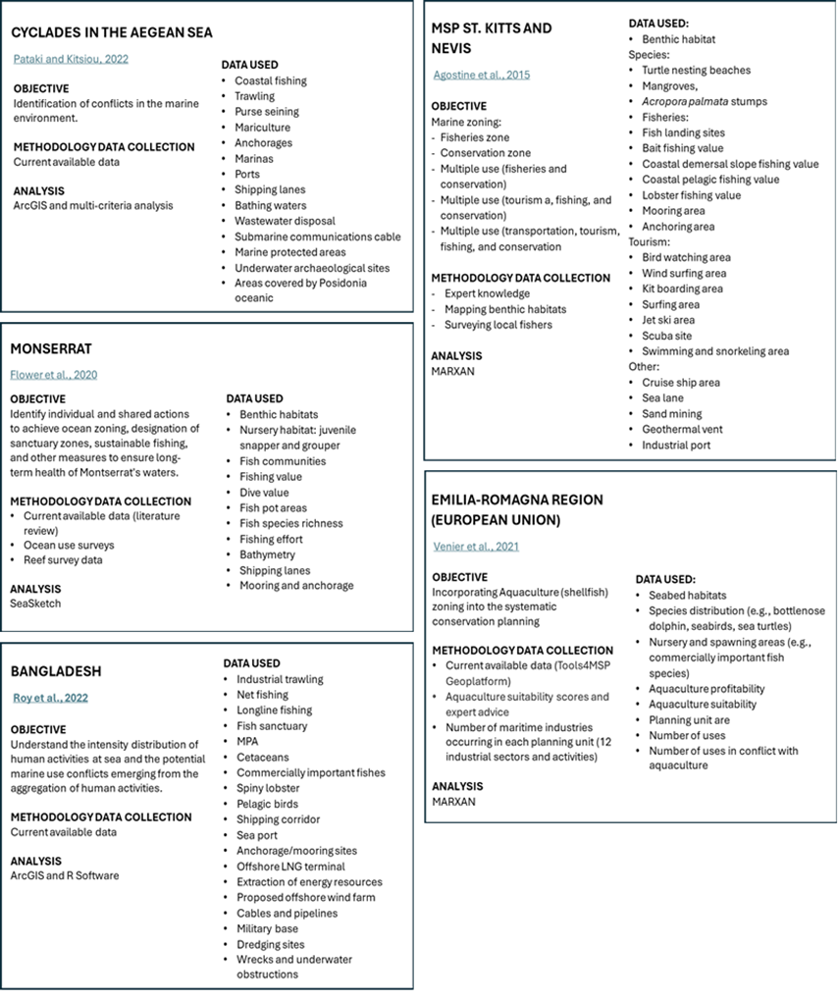 CYCLADES IN THE AEGEAN SEA
Pataki and Kitsiou, 2022
OBJECTIVE
Identification of conflicts in the marine
environment.
METHODOLOGY DATA COLLECTION
Current available data
ANALYSIS
ArcGIS and multi-criteria analysis
DATA USED
• Coastal fishing
• Trawling
• Purse seining
• Mariculture
• Anchorages
• Marinas
• Ports
• Shipping lanes
• Bathing waters
• Wastewater disposal
• Submarine communications cable
• Marine protected areas
• Underwater archaeological sites
• Areas covered by Posidonia
oceanic
MONSERRAT
Flower et al., 2020
OBJECTIVE
Identify individual and shared actions
to achieve ocean zoning, designation of
sanctuary zones, sustainable fishing,
and other measures to ensure long-
term health of Montserrat's waters.
METHODOLOGY DATA COLLECTION
• Current available data (literature
review)
• Ocean use surveys
• Reef survey data
ANALYSIS
SeaSketch
DATA USED
• Benthic habitats
• Nursery habitat: juvenile
snapper and grouper
• Fish communities
• Fishing value
• Dive value
• Fish pot areas
• Fish species richness
• Fishing effort
• Bathymetry
• Shipping lanes
• Mooring and anchorage
BANGLADESH
Roy et al., 2022
OBJECTIVE
Understand the intensity distribution of
human activities at sea and the potential
marine use conflicts emerging from the
aggregation of human activities.
METHODOLOGY DATA COLLECTION
Current available data
ANALYSIS
ArcGIS and R Software
DATA USED
• Industrial trawling
• Net fishing
• Longline fishing
• Fish sanctuary
• MPA
• Cetaceans
• Commercially important fishes
• Spiny lobster
• Pelagic birds
• Shipping corridor
• Sea port
• Anchorage/mooring sites
• Offshore LNG terminal
• Extraction of energy resources
• Proposed offshore wind farm
• Cables and pipelines
• Military base
• Dredging sites
• Wrecks and underwater
obstructions
MSP ST. KITTS AND
NEVIS
Agostine et al., 2015
OBJECTIVE
Marine zoning:
- Fisheries zone
- Conservation zone
- Multiple use (fisheries and
conservation)
- Multiple use (tourism a, fishing, and
conservation)
- Multiple use (transportation, tourism,
fishing, and conservation
METHODOLOGY DATA COLLECTION
- Expert knowledge
- Mapping benthic habitats
- Surveying local fishers
ANALYSIS
MARXAN
DATA USED:
• Benthic habitat
Species:
• Turtle nesting beaches
• Mangroves,
• Acropora palmata stumps
• Fisheries:
• Fish landing sites
• Bait fishing value
• Coastal demersal slope fishing value
• Coastal pelagic fishing value
• Lobster fishing value
• Mooring area
• Anchoring area
Tourism:
• Bird watching area
• Wind surfing area
• Kit boarding area
• Surfing area
• Jet ski area
• Scuba site
• Swimming and snorkeling area
Other:
• Cruise ship area
• Sea lane
• Sand mining
• Geothermal vent
• Industrial port
EMILIA-ROMAGNA REGION
(EUROPEAN UNION)
Venier et al., 2021
OBJECTIVE
Incorporating Aquaculture (shellfish)
zoning into the systematic
conservation planning
METHODOLOGY DATA COLLECTION
• Current available data (Tools4MSP
Geoplatform)
• Aquaculture suitability scores and
expert advice
• Number of maritime industries
occurring in each planning unit (12
industrial sectors and activities)
ANALYSIS
MARXAN
DATA USED:
• Seabed habitats
• Species distribution (e.g., bottlenose
dolphin, seabirds, sea turtles)
• Nursery and spawning areas (e.g.,
commercially important fish
species)
• Aquaculture profitability
• Aquaculture suitability
• Planning unit are
• Number of uses
• Number of uses in conflict with
aquaculture